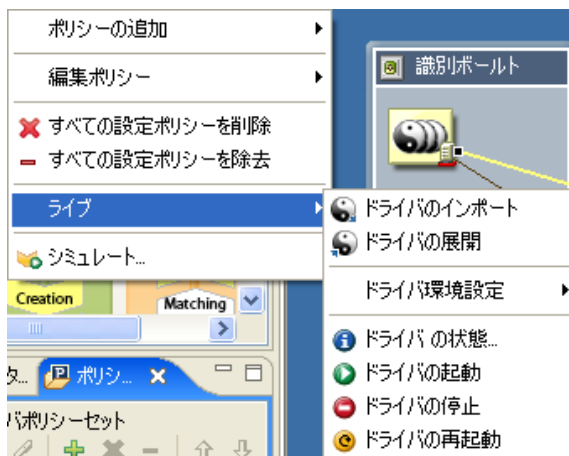 ポリシーの追加
編集ポリシー
すべての設定ポリシーを削除
すべての設定ポリシーを除去
ライブ
シミュレート...
識別ボールト
ドライバのインポート
ドライバの展開
ドライバ環境設定
ドライバ の状態...
ドライバの起動
ドライバの停止
ドライバの再起動
Creation
Matching
タ...
ポリシ...
バポリシーセット